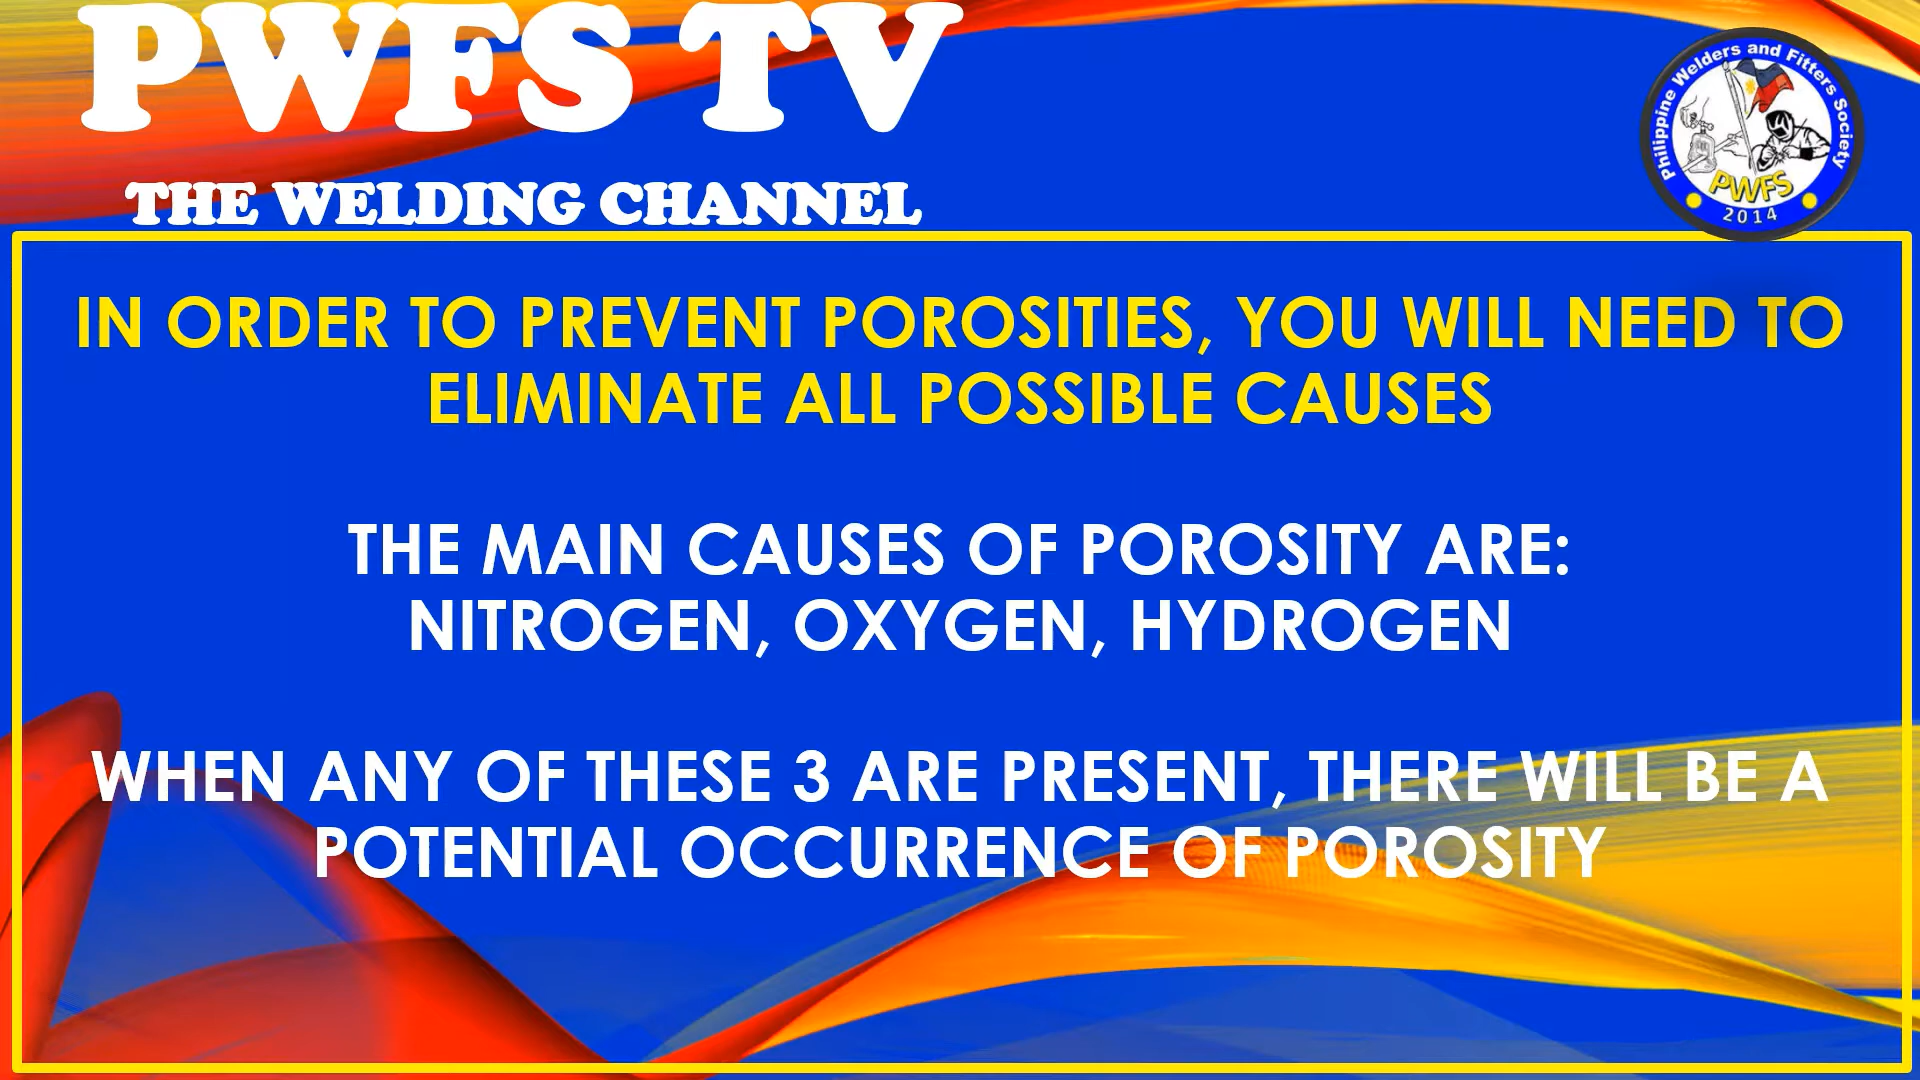 PWFS TV
THE WELDING CHANNEL
Philippine Welders and Fitters Society
PWFS
2014
IN ORDER TO PREVENT POROSITIES, YOU WILL NEED TO
ELIMINATE ALL POSSIBLE CAUSES
THE MAIN CAUSES OF POROSITY ARE:
NITROGEN, OXYGEN, HYDROGEN
WHEN ANY OF THESE 3 ARE PRESENT, THERE WILL BE A
POTENTIAL OCCURRENCE OF POROSITY